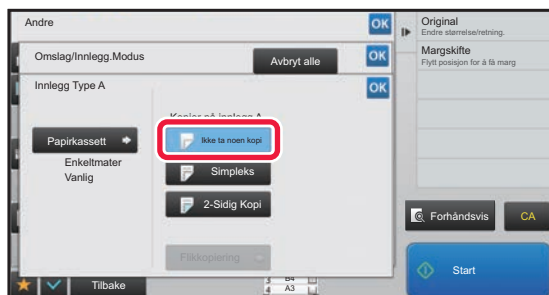 Andre
OK
Omslag/Innlegg.Modus
Avbryt alle
OK
Innlegg Type A
OK
Kopier på innlegg A
Papirkassett
Enkeltmater
Vanlig
Ikke ta noen kopi
Simpleks
2-Sidig Kopi
Flikkopiering
Tilbake
3 B4
4 A3
Original
Endre størrelse/retning.
Margskifte
Flytt posisjon for å få marg
Forhåndsvis
CA
Start